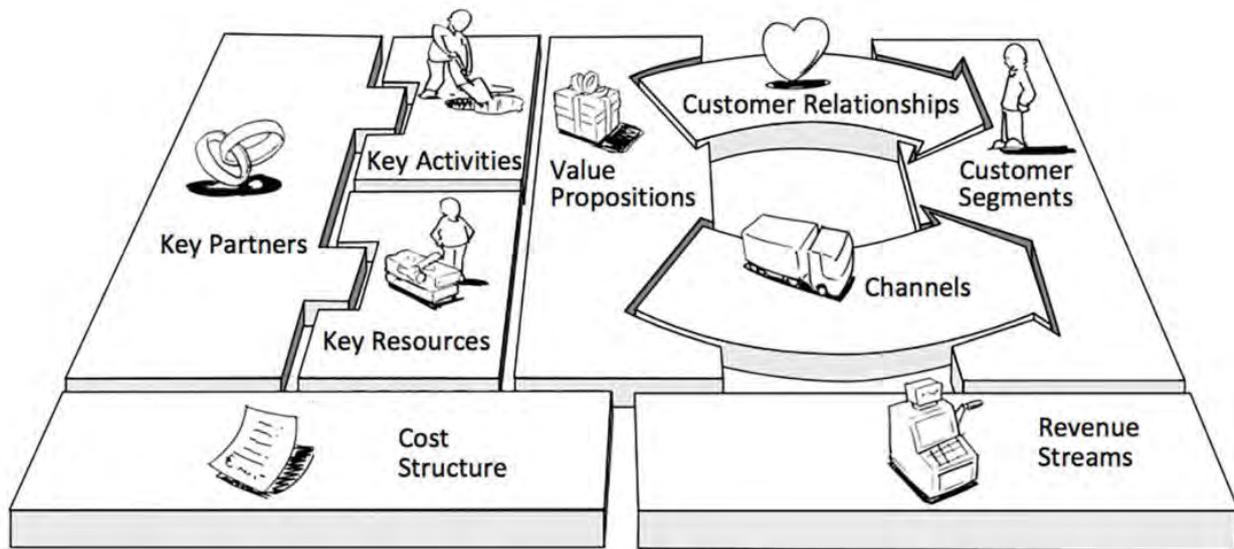 Key Partners
Key Activities
Key Resources
Value
Propositions
Customer Relationships
Channels
Customer
Segments
Cost
Structure
Revenue
Streams